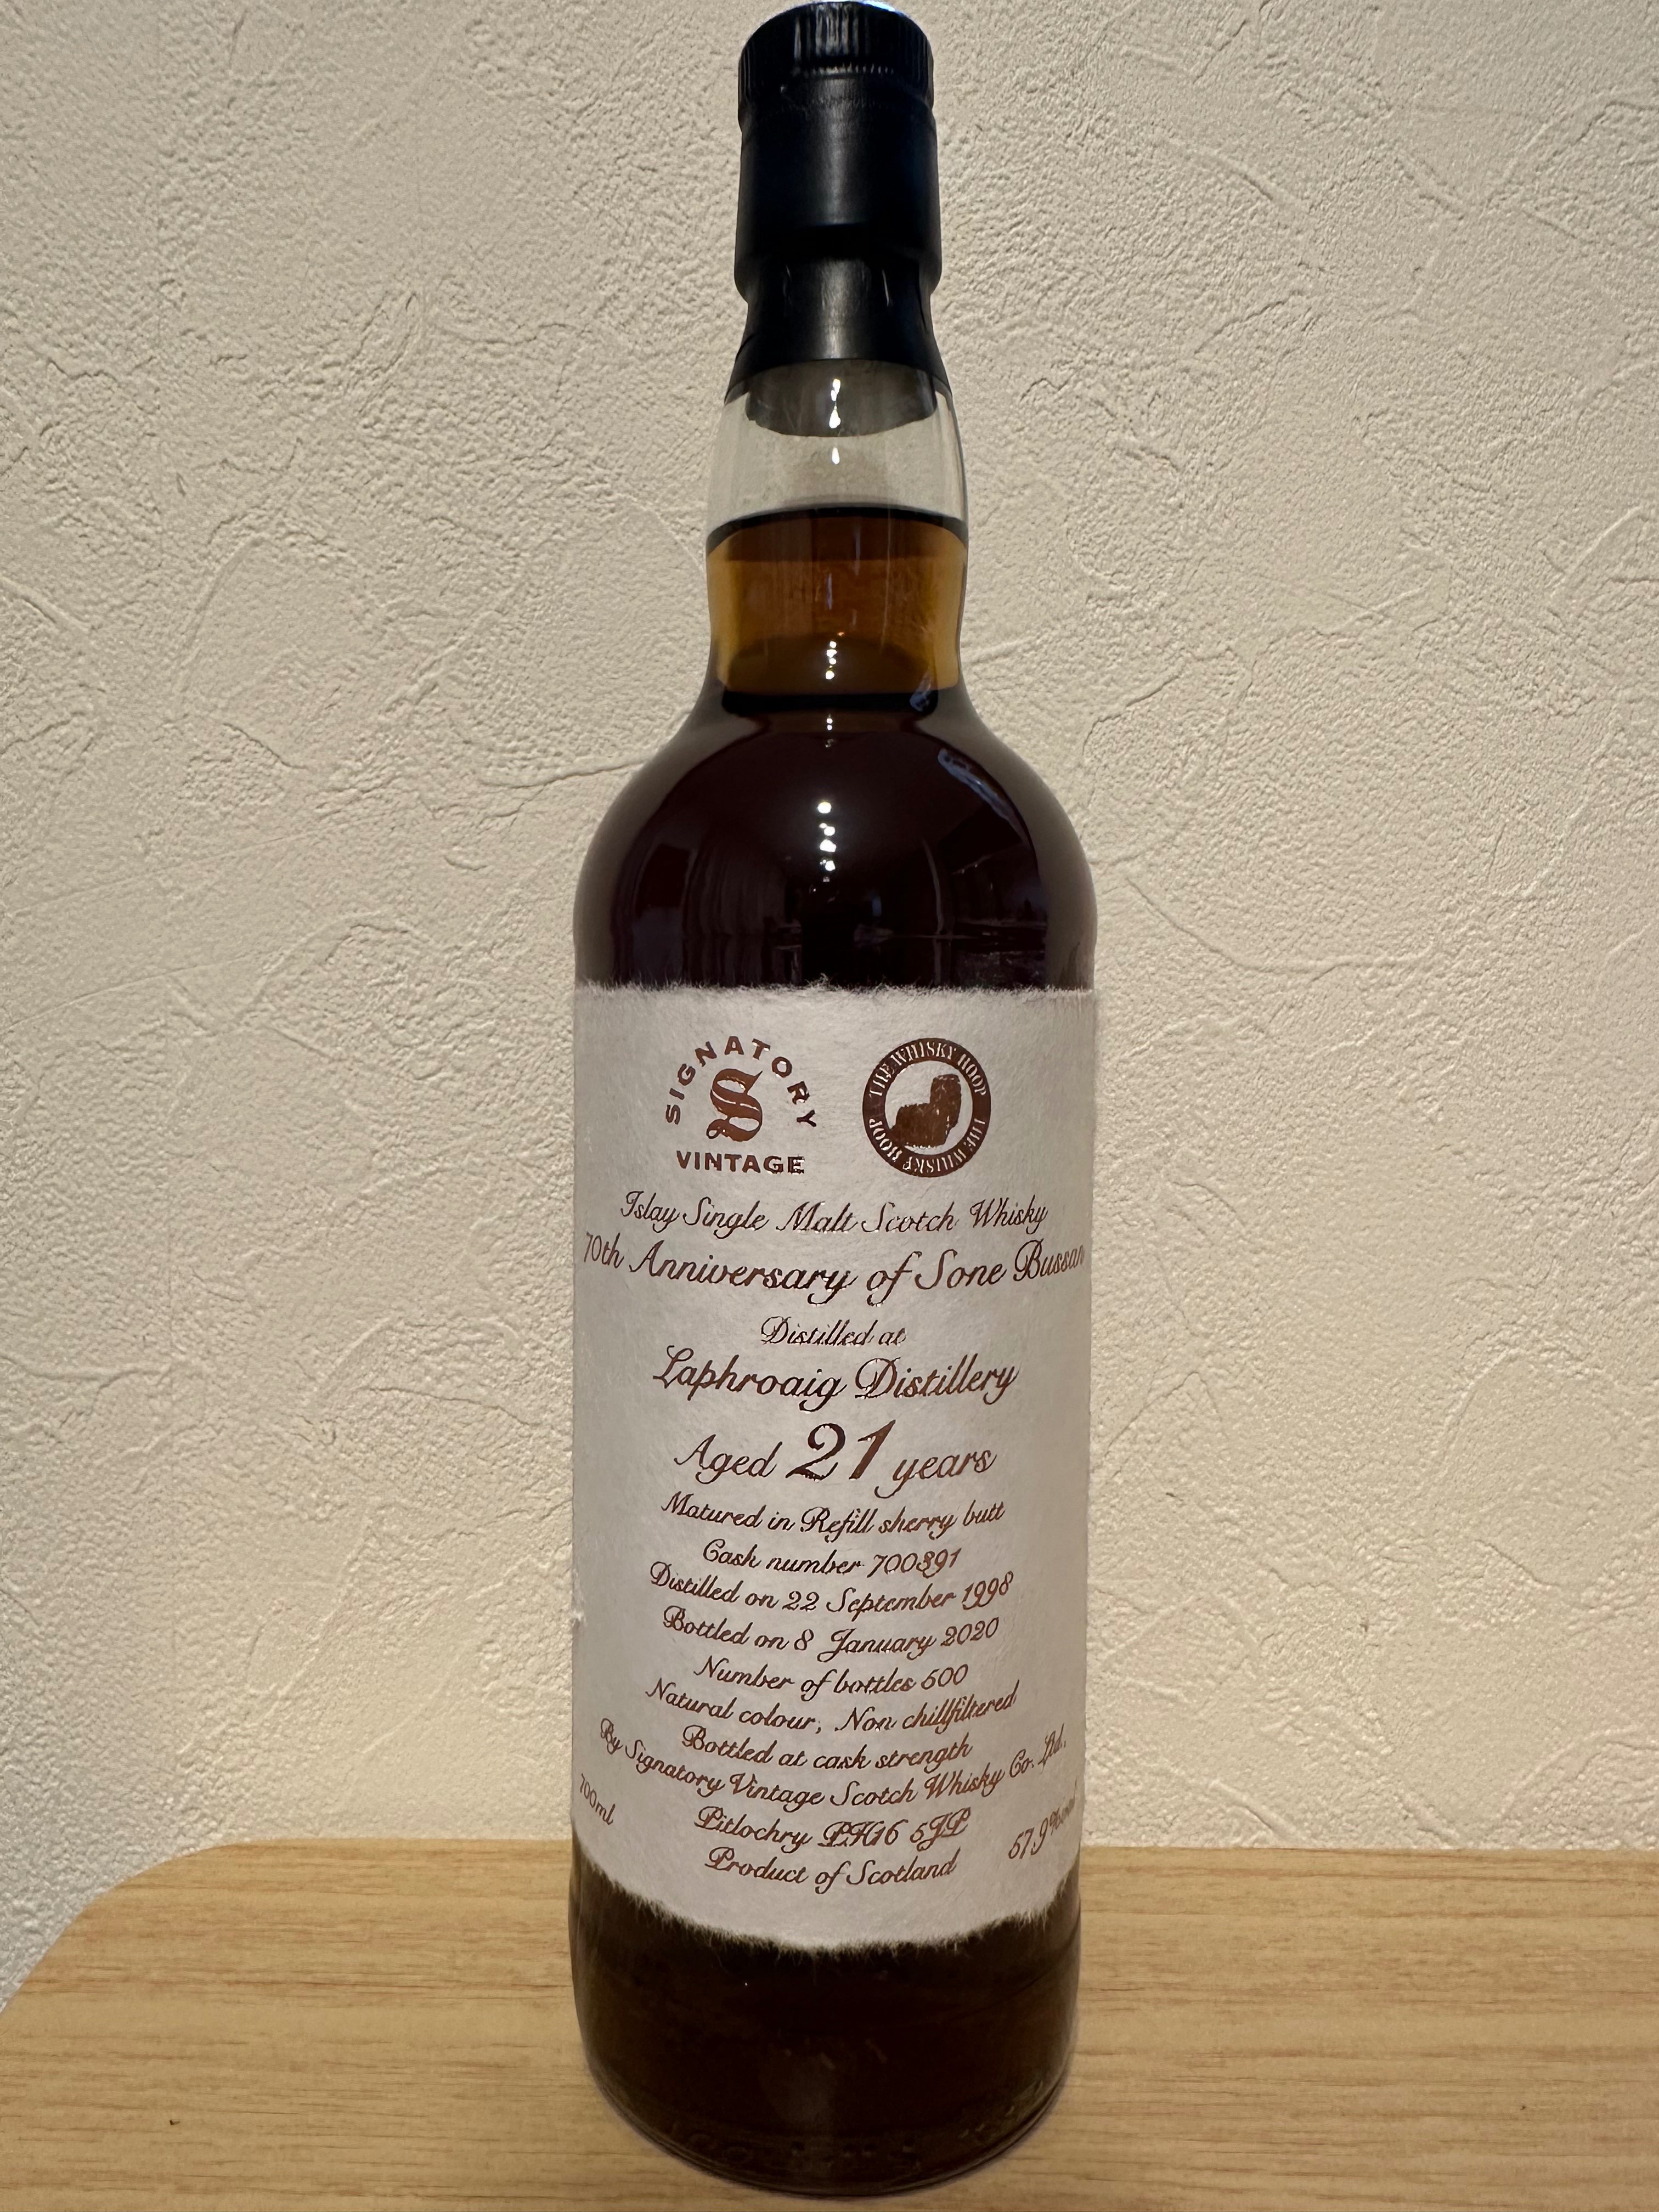 SIGNATORY
S
VINTAGE
THE WHISKY HOOP THE WHISKY HOOP
Islay Single Malt Scotch Whisky
70th Anniversary of Sone Bussan
Distilled at
Laphroaig Distillery
Aged 21 years
Matured in Refill sherry butt
Cask number 700391
Distilled on 22 September 1998
Bottled on 8 January 2020
Number of bottles 500
Natural colour, Non chillfiltered
Bottled at cask strength
By Signatory Vintage Scotch Whisky Co. Ltd.
700ml
Pitlochry PH16 5JP
57.9%vol
Product of Scotland